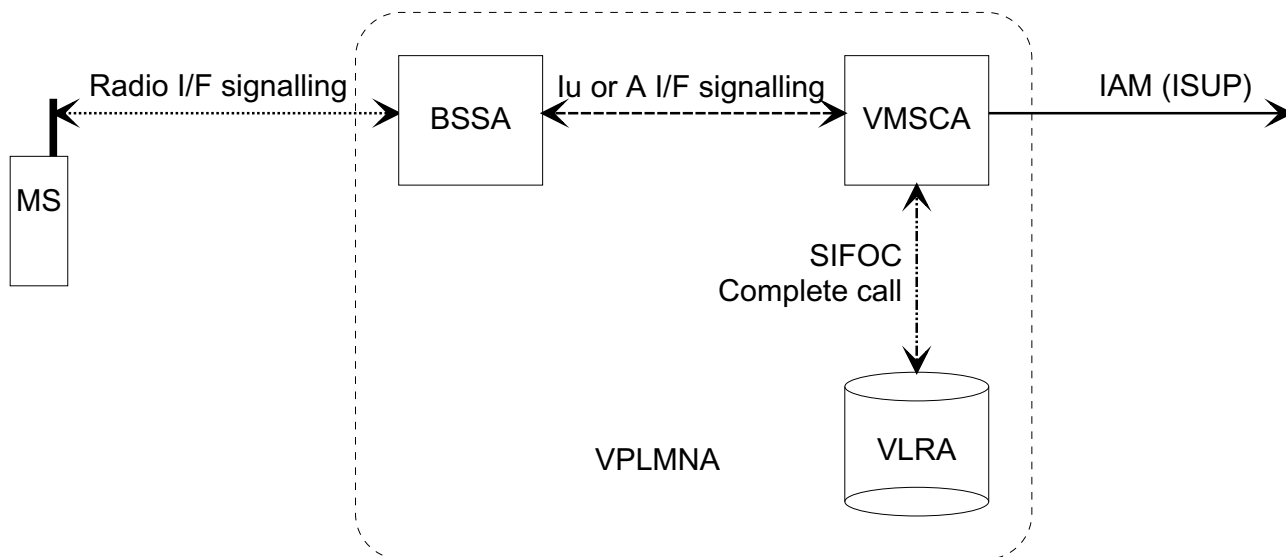 Radio I/F signalling
Iu or A I/F signalling
IAM (ISUP)
BSSA
VMSCA
MS
SIFOC
Complete call
VPLMNA
VLRA